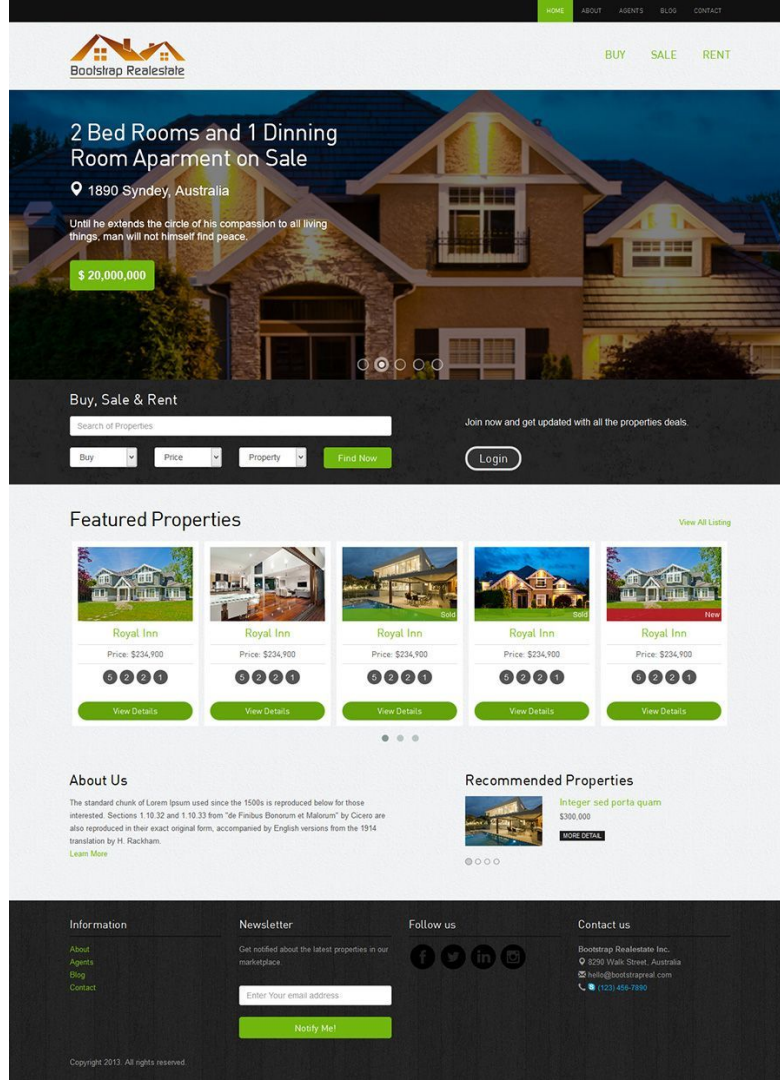 HOME ABOUT AGENTS BLOG CONTACT
Bootstrap Realestate
BUY SALE RENT
2 Bed Rooms and 1 Dinning
Room Aparment on Sale
1890 Syndey, Australia
Until he extends the circle of his compassion to all living
things, man will not himself find peace.
$ 20,000,000
Buy, Sale & Rent
Search of Properties
Buy Price Property Find Now
Join now and get updated with all the properties deals.
Login
Featured Properties
View All Listing
Sold Sold New
Royal Inn Royal Inn Royal Inn Royal Inn Royal Inn
Price: $234,900 Price: $234,900 Price: $234,900 Price: $234,900 Price: $234,900
5 2 2 1 5 2 2 1 5 2 2 1 5 2 2 1 5 2 2 1
View Details View Details View Details View Details View Details
About Us
The standard chunk of Lorem Ipsum used since the 1500s is reproduced below for those
interested. Sections 1.10.32 and 1.10.33 from "de Finibus Bonorum et Malorum" by Cicero are
also reproduced in their exact original form, accompanied by English versions from the 1914
translation by H. Rackham.
Learn More
Recommended Properties
Integer sed porta quam
$300,000
MORE DETAIL
Information
About
Agents
Blog
Contact
Newsletter
Get notified about the latest properties in our
marketplace.
Enter Your email address
Notify Me!
Follow us
Contact us
Bootstrap Realestate Inc.
8290 Walk Street, Australia
hello@bootstrapreal.com
(123) 456-7890
Copyright 2013. All rights reserved.